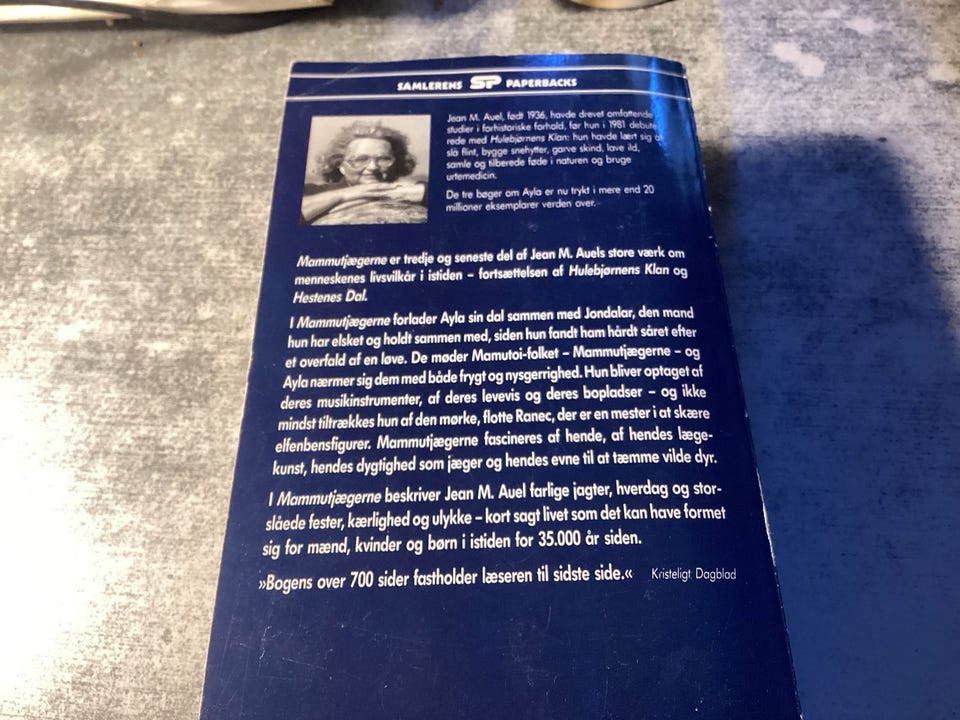 SAMLERENS SP PAPERBACKS
Jean M. Auel, født 1936, havde drevet omfattende
studier i forhistoriske forhold, før hun i 1981 debute-
rede med Hulebjørnens Klan: hun havde lært sig at
slå flint, bygge snehytter, garve skind, lave ild,
samle og tilberede føde i naturen og bruge
urtemedicin.
De tre bøger om Ayla er nu trykt i mere end 20
millioner eksemplarer verden over.
Mammutjægerne er tredje og seneste del af Jean M. Auels store værk om
menneskenes livsvilkår i istiden – fortsættelsen af Hulebjørnens Klan og
Hestenes Dal.
I Mammutjægerne forlader Ayla sin dal sammen med Jondalar, den mand
hun har elsket og holdt sammen med, siden hun fandt ham hårdt såret efter
et overfald af en løve. De møder Mamutoi-folket – Mammutjægerne – og
Ayla nærmer sig dem med både frygt og nysgerrighed. Hun bliver optaget af
deres musikinstrumenter, af deres levevis og deres bopladser – og ikke
mindst tiltrækkes hun af den mørke, flotte Ranec, der er en mester i at skære
elfenbensfigurer. Mammutjægerne fascineres af hende, af hendes læge-
kunst, hendes dygtighed som jæger og hendes evne til at tæmme vilde dyr.
I Mammutjægerne beskriver Jean M. Auel farlige jagter, hverdag og stor-
slåede fester, kærlighed og ulykke – kort sagt livet som det kan have formet
sig for mænd, kvinder og børn i istiden for 35.000 år siden.
»Bogens over 700 sider fastholder læseren til sidste side.« Kristeligt Dagblad